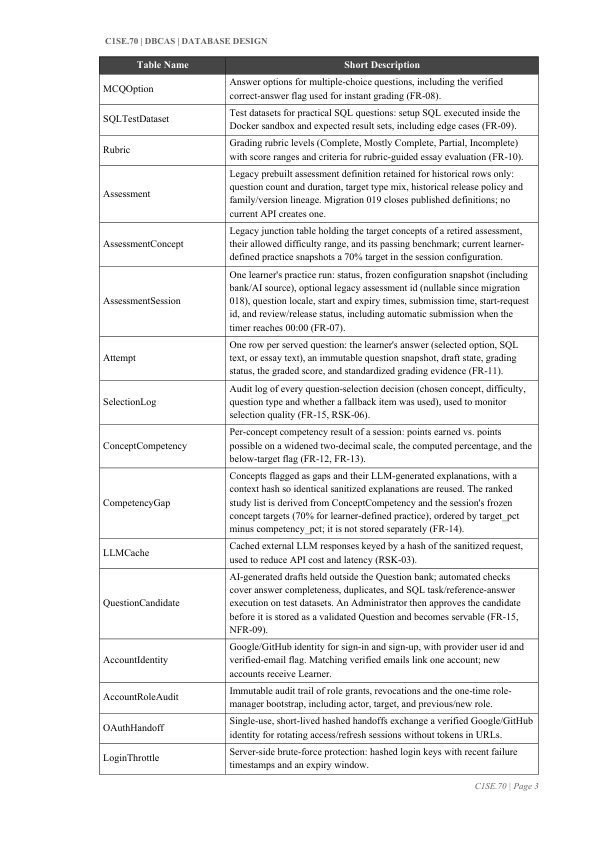 C1SE.70 | DBCAS | DATABASE DESIGN
Table Name
Short Description
MCQOption
Answer options for multiple-choice questions, including the verified
correct-answer flag used for instant grading (FR-08).
SQLTestDataset
Test datasets for practical SQL questions: setup SQL executed inside the
Docker sandbox and expected result sets, including edge cases (FR-09).
Rubric
Grading rubric levels (Complete, Mostly Complete, Partial, Incomplete)
with score ranges and criteria for rubric-guided essay evaluation (FR-10).
Assessment
Legacy prebuilt assessment definition retained for historical rows only:
question count and duration, target type mix, historical release policy and
family/version lineage. Migration 019 closes published definitions; no
current API creates one.
AssessmentConcept
Legacy junction table holding the target concepts of a retired assessment,
their allowed difficulty range, and its passing benchmark; current learner-
defined practice snapshots a 70% target in the session configuration.
AssessmentSession
One learner's practice run: status, frozen configuration snapshot (including
bank/AI source), optional legacy assessment id (nullable since migration
018), question locale, start and expiry times, submission time, start-request
id, and review/release status, including automatic submission when the
timer reaches 00:00 (FR-07).
Attempt
One row per served question: the learner's answer (selected option, SQL
text, or essay text), an immutable question snapshot, draft state, grading
status, the graded score, and standardized grading evidence (FR-11).
SelectionLog
Audit log of every question-selection decision (chosen concept, difficulty,
question type and whether a fallback item was used), used to monitor
selection quality (FR-15, RSK-06).
ConceptCompetency
Per-concept competency result of a session: points earned vs. points
possible on a widened two-decimal scale, the computed percentage, and the
below-target flag (FR-12, FR-13).
CompetencyGap
Concepts flagged as gaps and their LLM-generated explanations, with a
context hash so identical sanitized explanations are reused. The ranked
study list is derived from ConceptCompetency and the session's frozen
concept targets (70% for learner-defined practice), ordered by target_pct
minus competency_pct; it is not stored separately (FR-14).
LLMCache
Cached external LLM responses keyed by a hash of the sanitized request,
used to reduce API cost and latency (RSK-03).
QuestionCandidate
AI-generated drafts held outside the Question bank; automated checks
cover answer completeness, duplicates, and SQL task/reference-answer
execution on test datasets. An Administrator then approves the candidate
before it is stored as a validated Question and becomes servable (FR-15,
NFR-09).
AccountIdentity
Google/GitHub identity for sign-in and sign-up, with provider user id and
verified-email flag. Matching verified emails link one account; new
accounts receive Learner.
AccountRoleAudit
Immutable audit trail of role grants, revocations and the one-time role-
manager bootstrap, including actor, target, and previous/new role.
OAuthHandoff
Single-use, short-lived hashed handoffs exchange a verified Google/GitHub
identity for rotating access/refresh sessions without tokens in URLs.
LoginThrottle
Server-side brute-force protection: hashed login keys with recent failure
timestamps and an expiry window.
C1SE.70 | Page 3